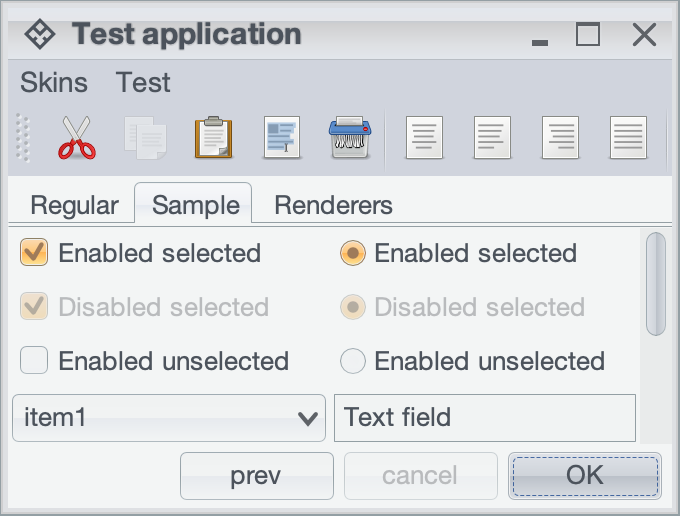 Test application
Skins Test
Regular Sample Renderers
Enabled selected Enabled selected
Disabled selected Disabled selected
Enabled unselected Enabled unselected
item1 Text field
prev cancel OK